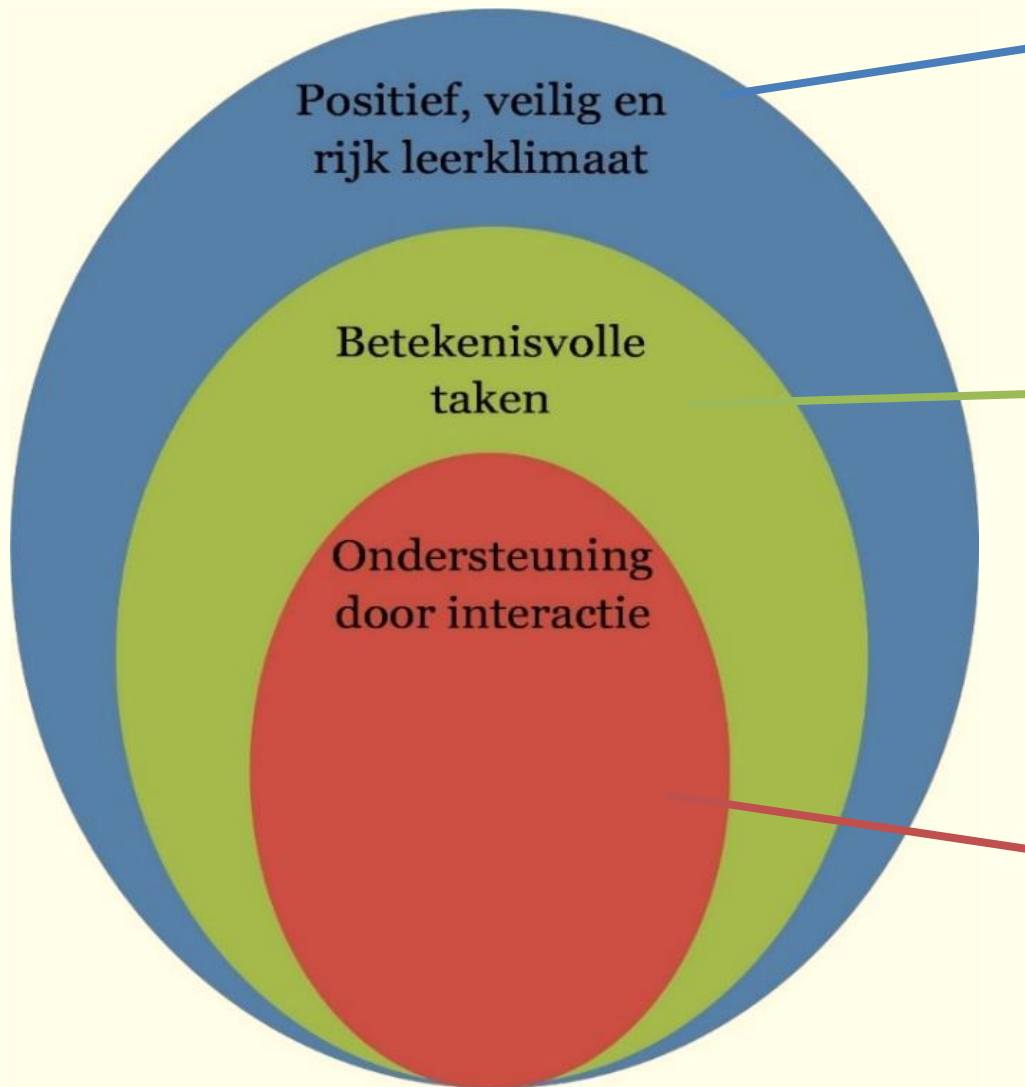 Positief, veilig en
rijk leerklimaat
Betekenisvolle
taken
Ondersteuning
door interactie